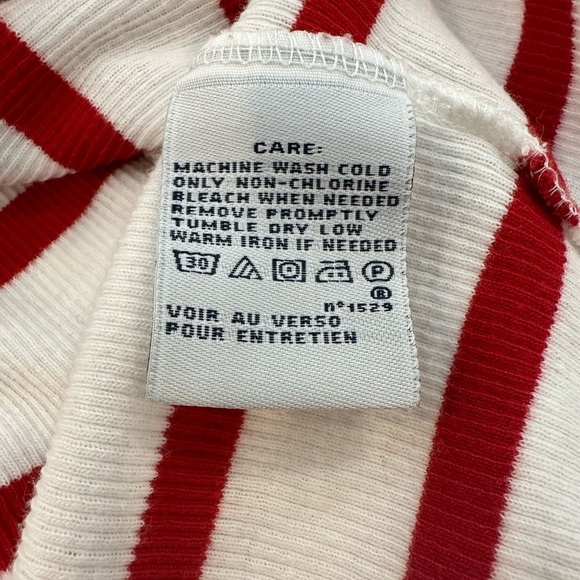 CARE:
MACHINE WASH COLD
ONLY NON-CHLORINE
BLEACH WHEN NEEDED
REMOVE PROMPTLY
TUMBLE DRY LOW
WARM IRON IF NEEDED
30 P
®
n°1529
VOIR AU VERSO
POUR ENTRETIEN